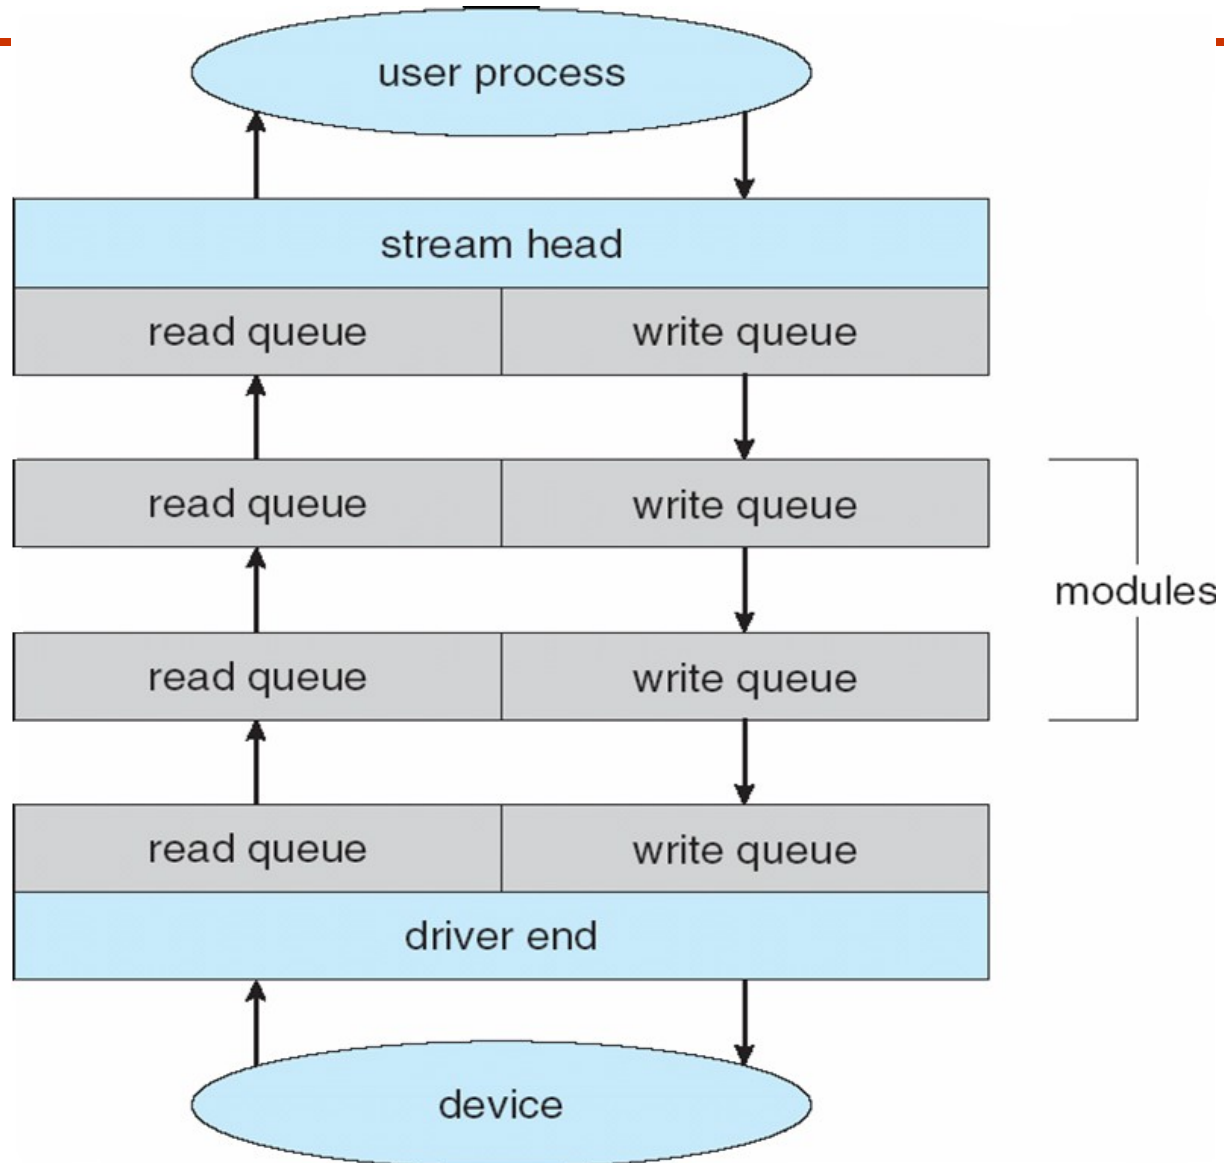 user process
stream head
read queue write queue
read queue write queue
modules
read queue write queue
read queue write queue
driver end
device